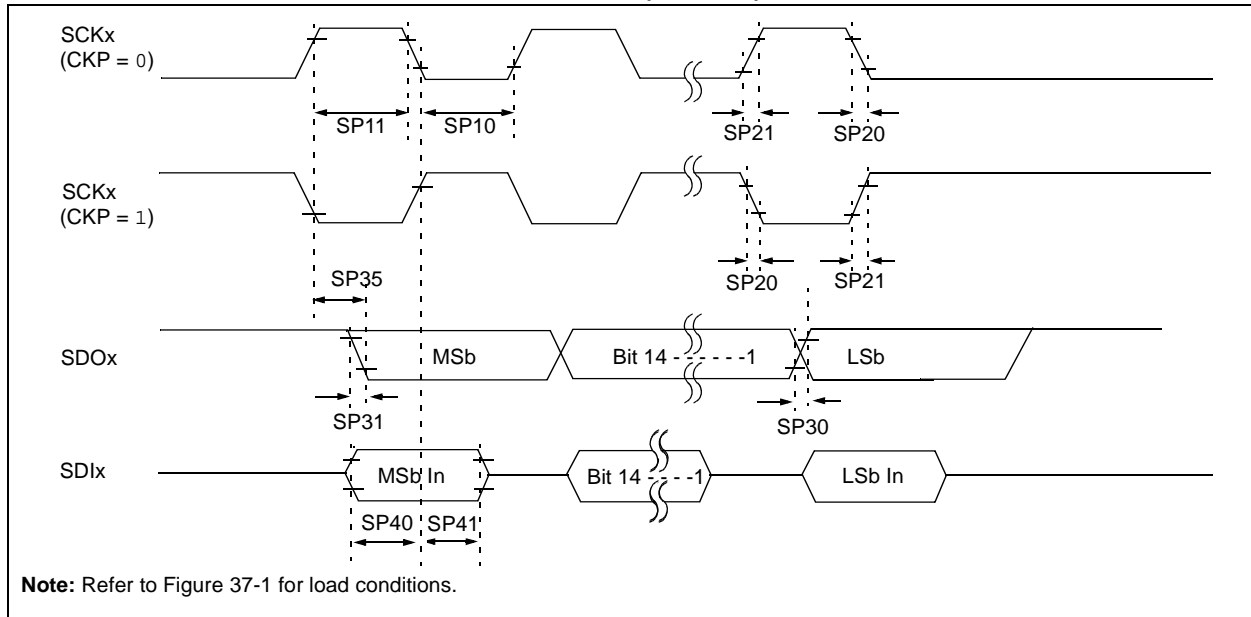 SCKx
(CKP = 0)
SP11
SP10
SP21
SP20
SCKx
(CKP = 1)
SP35
SP20
SP21
SDOx
MSb
Bit 14 - - - - - -1
LSb
SP31
SP30
SDIx
MSb In
Bit 14 - - - - -1
LSb In
SP40
SP41
Note: Refer to Figure 37-1 for load conditions.